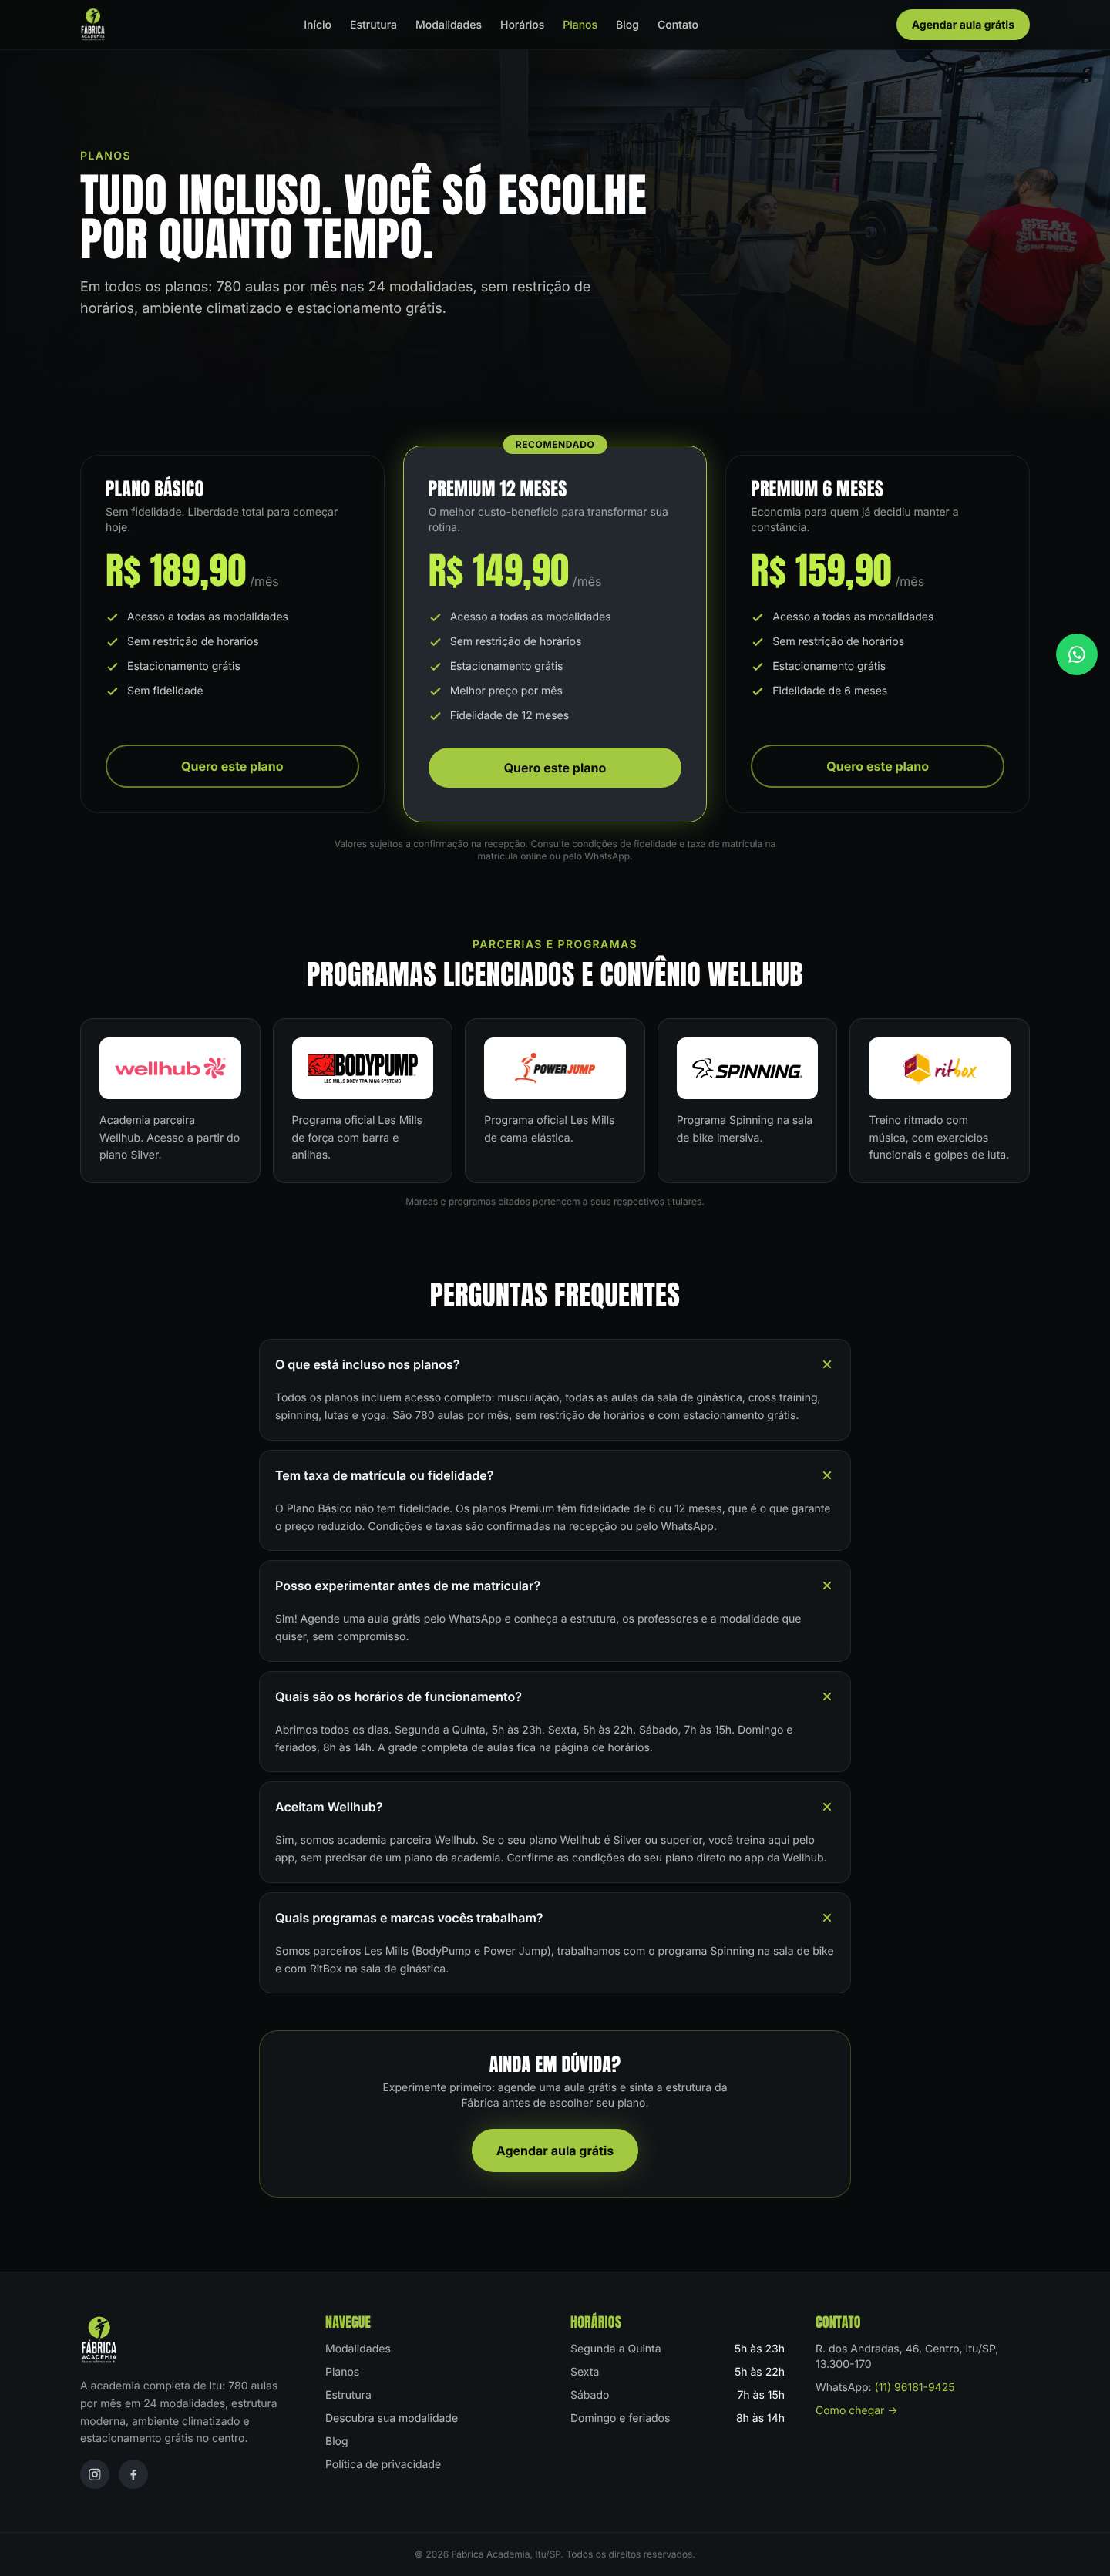 FÁBRICA
ACADEMIA
Início
Estrutura
Modalidades
Horários
Planos
Blog
Contato
Agendar aula grátis
PLANOS
TUDO INCLUSO. VOCÊ SÓ ESCOLHE
POR QUANTO TEMPO.
Em todos os planos: 780 aulas por mês nas 24 modalidades, sem restrição de
horários, ambiente climatizado e estacionamento grátis.
BREAK
SILENCE
RECOMENDADO
PLANO BÁSICO
Sem fidelidade. Liberdade total para começar
hoje.
R$ 189,90 /mês
Acesso a todas as modalidades
Sem restrição de horários
Estacionamento grátis
Sem fidelidade
Quero este plano
PREMIUM 12 MESES
O melhor custo-benefício para transformar sua
rotina.
R$ 149,90 /mês
Acesso a todas as modalidades
Sem restrição de horários
Estacionamento grátis
Melhor preço por mês
Fidelidade de 12 meses
Quero este plano
PREMIUM 6 MESES
Economia para quem já decidiu manter a
constância.
R$ 159,90 /mês
Acesso a todas as modalidades
Sem restrição de horários
Estacionamento grátis
Fidelidade de 6 meses
Quero este plano
Valores sujeitos a confirmação na recepção. Consulte condições de fidelidade e taxa de matrícula na
matrícula online ou pelo WhatsApp.
PARCERIAS E PROGRAMAS
PROGRAMAS LICENCIADOS E CONVÊNIO WELLHUB
wellhub
Academia parceira
Wellhub. Acesso a partir do
plano Silver.
BODYPUMP
LES MILLS BODY TRAINING SYSTEMS
Programa oficial Les Mills
de força com barra e
anilhas.
POWER JUMP
Programa oficial Les Mills
de cama elástica.
SPINNING
Programa Spinning na sala
de bike imersiva.
ritbox
Treino ritmado com
música, com exercícios
funcionais e golpes de luta.
Marcas e programas citados pertencem a seus respectivos titulares.
PERGUNTAS FREQUENTES
O que está incluso nos planos?
Todos os planos incluem acesso completo: musculação, todas as aulas da sala de ginástica, cross training,
spinning, lutas e yoga. São 780 aulas por mês, sem restrição de horários e com estacionamento grátis.
Tem taxa de matrícula ou fidelidade?
O Plano Básico não tem fidelidade. Os planos Premium têm fidelidade de 6 ou 12 meses, que é o que garante
o preço reduzido. Condições e taxas são confirmadas na recepção ou pelo WhatsApp.
Posso experimentar antes de me matricular?
Sim! Agende uma aula grátis pelo WhatsApp e conheça a estrutura, os professores e a modalidade que
quiser, sem compromisso.
Quais são os horários de funcionamento?
Abrimos todos os dias. Segunda a Quinta, 5h às 23h. Sexta, 5h às 22h. Sábado, 7h às 15h. Domingo e
feriados, 8h às 14h. A grade completa de aulas fica na página de horários.
Aceitam Wellhub?
Sim, somos academia parceira Wellhub. Se o seu plano Wellhub é Silver ou superior, você treina aqui pelo
app, sem precisar de um plano da academia. Confirme as condições do seu plano direto no app da Wellhub.
Quais programas e marcas vocês trabalham?
Somos parceiros Les Mills (BodyPump e Power Jump), trabalhamos com o programa Spinning na sala de bike
e com RitBox na sala de ginástica.
AINDA EM DÚVIDA?
Experimente primeiro: agende uma aula grátis e sinta a estrutura da
Fábrica antes de escolher seu plano.
Agendar aula grátis
FÁBRICA
ACADEMIA
A academia completa de Itu: 780 aulas
por mês em 24 modalidades, estrutura
moderna, ambiente climatizado e
estacionamento grátis no centro.
NAVEGUE
Modalidades
Planos
Estrutura
Descubra sua modalidade
Blog
Política de privacidade
HORÁRIOS
Segunda a Quinta 5h às 23h
Sexta 5h às 22h
Sábado 7h às 15h
Domingo e feriados 8h às 14h
CONTATO
R. dos Andradas, 46, Centro, Itu/SP,
13.300-170
WhatsApp: (11) 96181-9425
Como chegar →
© 2026 Fábrica Academia, Itu/SP. Todos os direitos reservados.